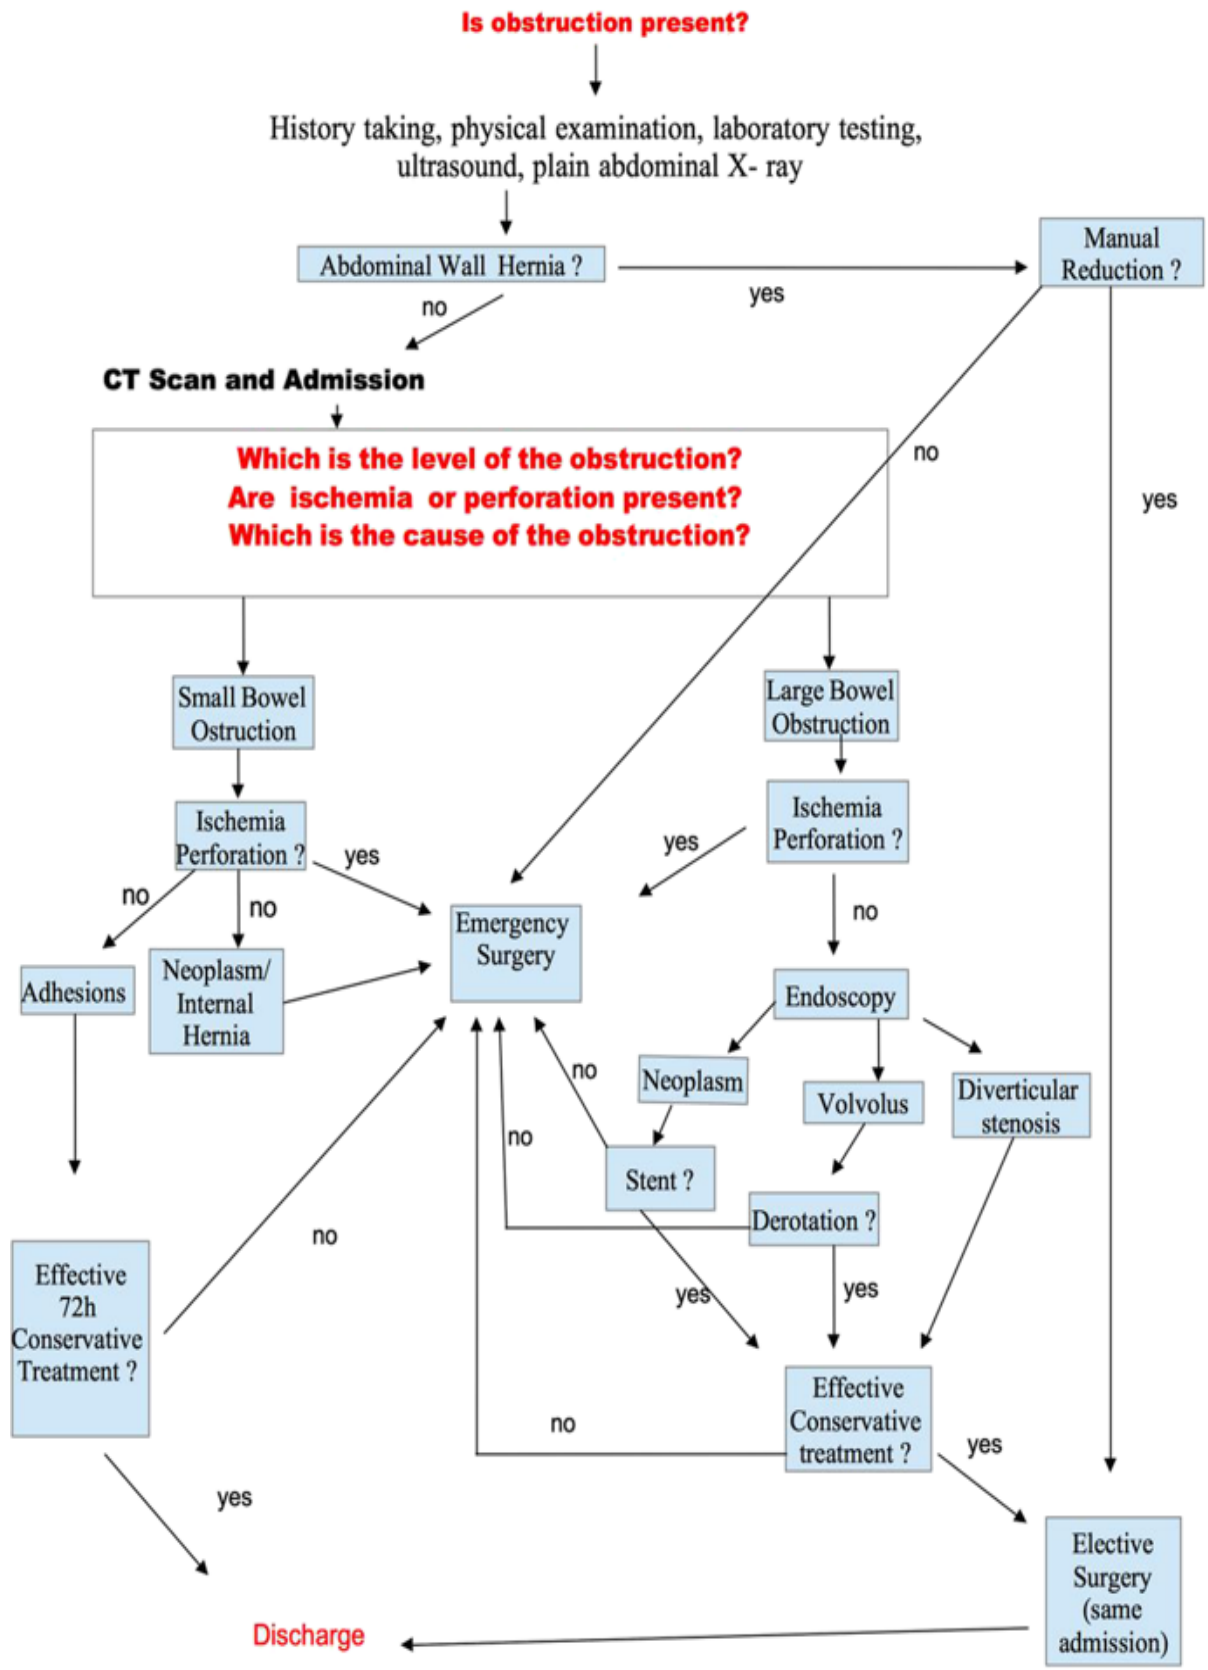 Is obstruction present?
History taking, physical examination, laboratory testing,
ultrasound, plain abdominal X- ray
Manual
Reduction ?
Abdominal Wall Hernia ?
yes
no
CT Scan and Admission
Which is the level of the obstruction?
Are ischemia or perforation present?
Which is the cause of the obstruction?
no
yes
Small Bowel
Ostruction
Large Bowel
Obstruction
Ischemia
Perforation ?
yes
no
no
Ischemia
Perforation ?
yes
no
Emergency
Surgery
Adhesions
Neoplasm/
Internal
Hernia
Endoscopy
Neoplasm
Volvolus
Diverticular
stenosis
no
no
Stent ?
Derotation ?
no
yes
yes
Effective
72h
Conservative
Treatment ?
Effective
Conservative
treatment ?
no
yes
yes
Elective
Surgery
(same
admission)
Discharge